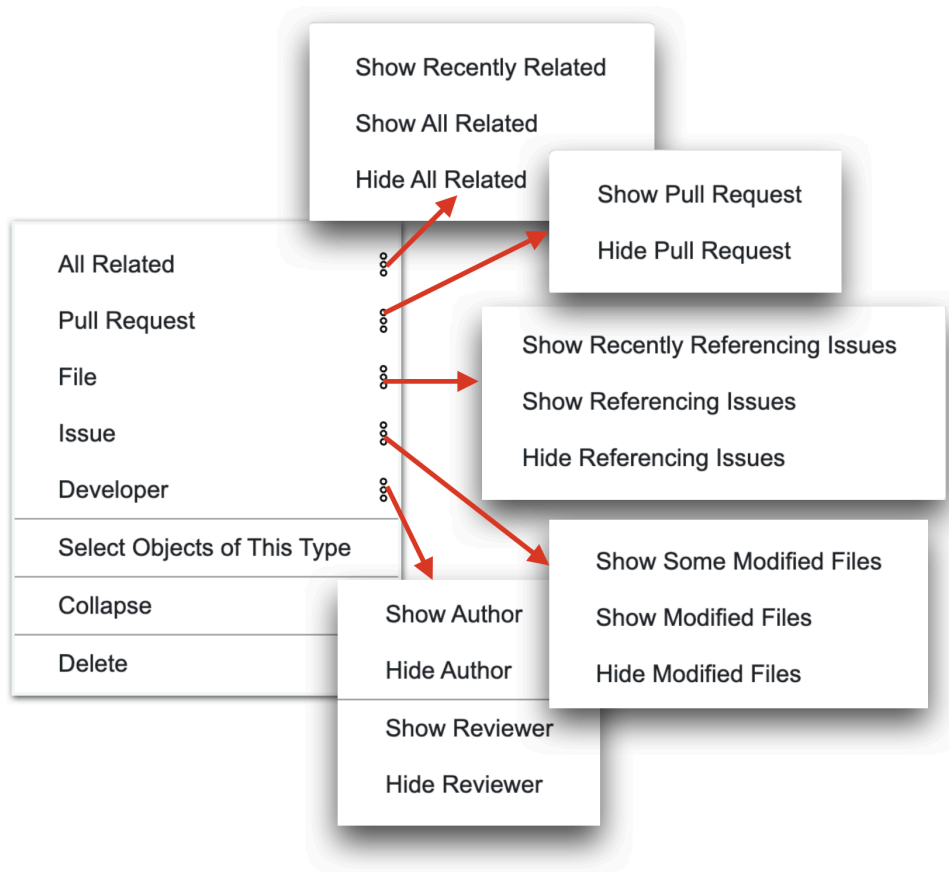 Show Recently Related
Show All Related
Hide All Related
Show Pull Request
Hide Pull Request
All Related
Pull Request
File
Issue
Developer
Select Objects of This Type
Collapse
Delete
Show Recently Referencing Issues
Show Referencing Issues
Hide Referencing Issues
Show Some Modified Files
Show Modified Files
Hide Modified Files
Show Author
Hide Author
Show Reviewer
Hide Reviewer